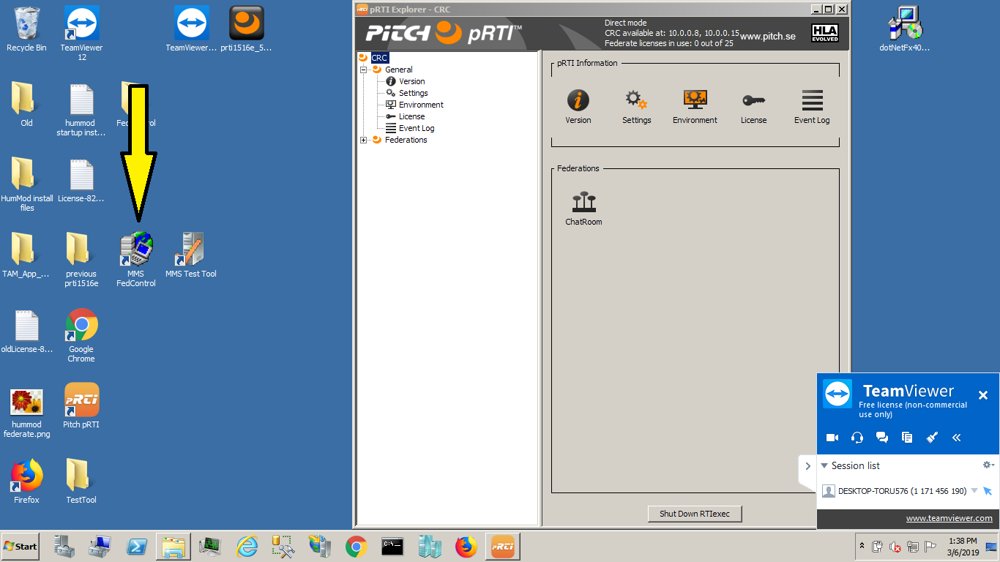 Recycle Bin
TeamViewer
12
TeamViewer...
prti1516e_5...
Old
hummod
startup inst...
HumMod install
files
License-82...
TAM_App_...
previous
prti1516e
MMS
FedControl
MMS Test Tool
oldLicense-8...
Google
Chrome
hummod
federate.png
pRTI
Pitch pRTI
Firefox
TestTool
pRTI Explorer - CRC
PITCH pRTI™
Direct mode
CRC available at: 10.0.0.8, 10.0.0.15
Federate licenses in use: 0 out of 25
www.pitch.se
HLA
EVOLVED
CRC
General
Version
Settings
Environment
License
Event Log
Federations
pRTI Information
Version
Settings
Environment
License
Event Log
Federations
ChatRoom
Shut Down RTIexec
dotNetFx40...
TeamViewer
Free license (non-commercial
use only)
Session list
DESKTOP-TORU576 (1 171 456 190)
www.teamviewer.com
Start
C:\_
pRTI
1:38 PM
3/6/2019